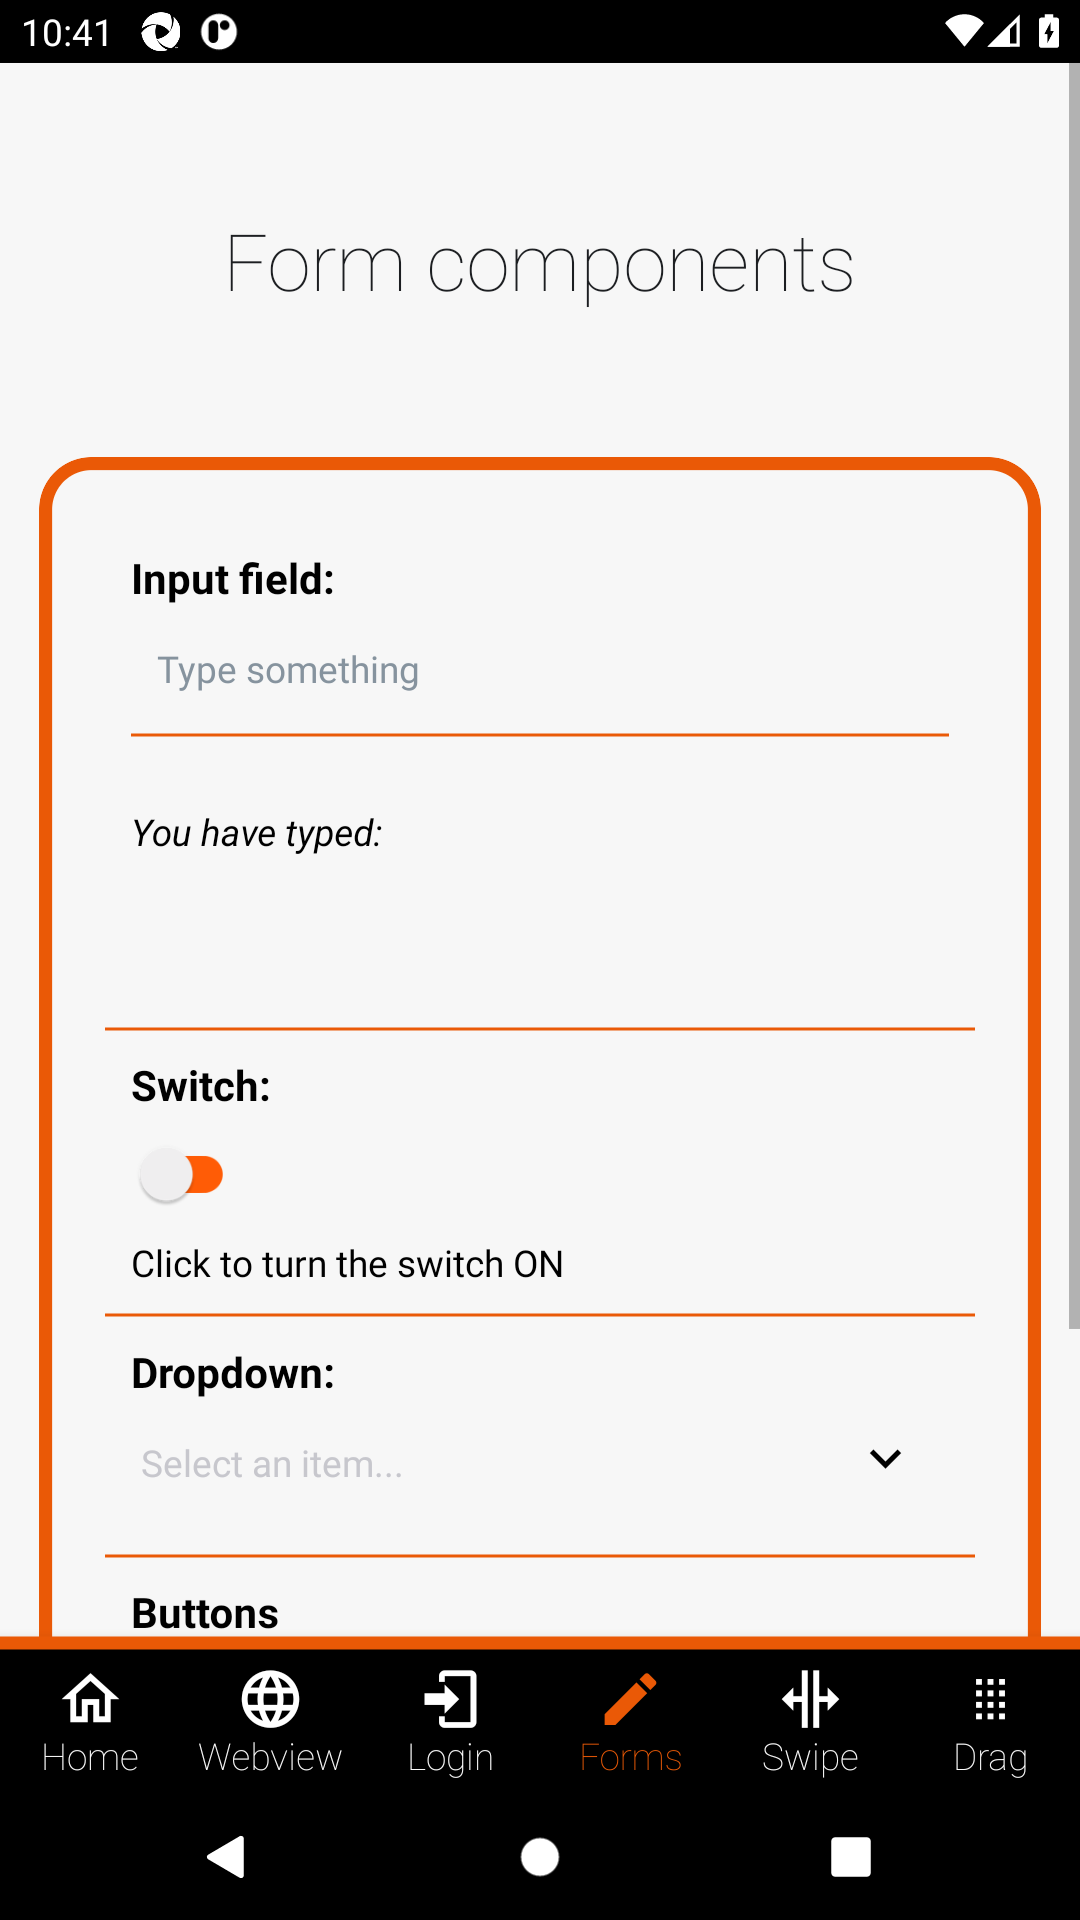 10:41
Form components
Input field:
Type something
You have typed:
Switch:
Click to turn the switch ON
Dropdown:
Select an item...
Buttons
Home Webview Login Forms Swipe Drag